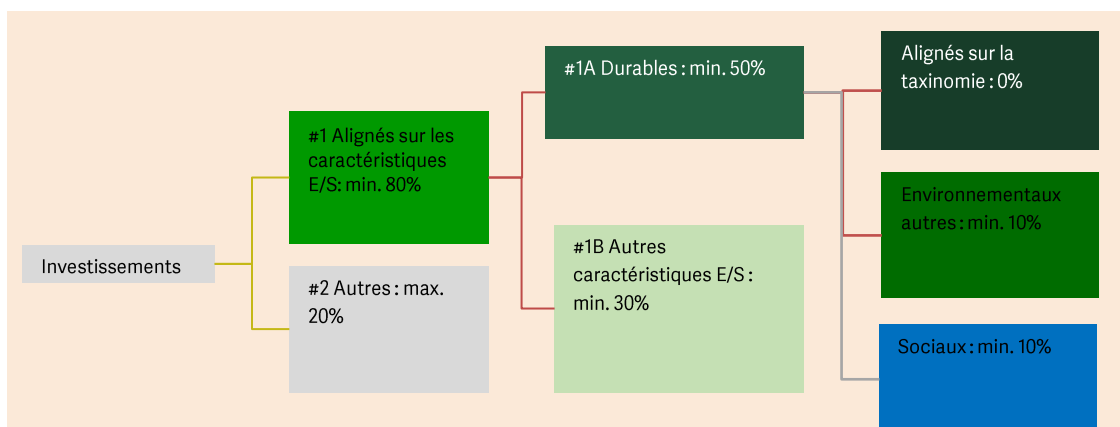 Investissements
#1 Alignés sur les
caractéristiques
E/S: min. 80%
#2 Autres : max.
20%
#1A Durables : min. 50%
#1B Autres
caractéristiques E/S :
min. 30%
Alignés sur la
taxinomie : 0%
Environnementaux
autres : min. 10%
Sociaux : min. 10%